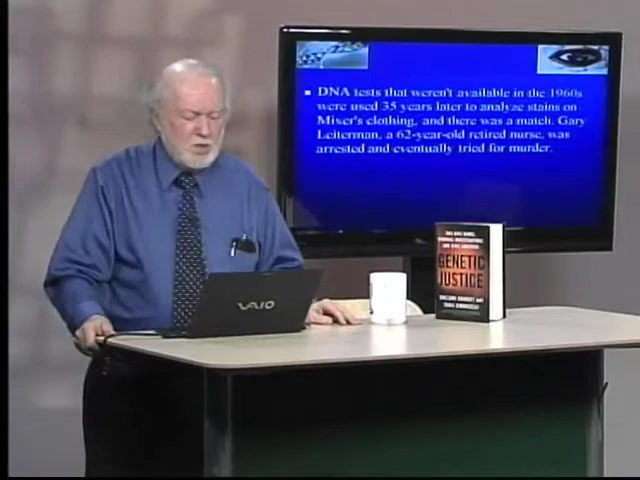 DNA tests that weren't available in the 1960s
were used 35 years later to analyze stains on
Mixer's clothing, and there was a match. Gary
Leiterman, a 62-year-old retired nurse, was
arrested and eventually tried for murder.
GENETIC
JUSTICE
VAIO